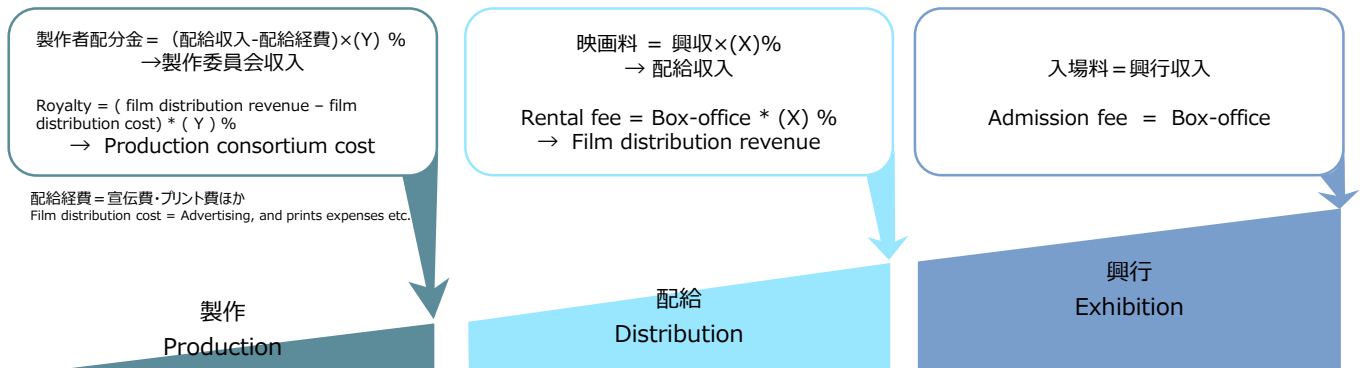 製作者配分金＝（配給収入-配給経費)×(Y) %
→製作委員会収入
Royalty = ( film distribution revenue – film
distribution cost) * ( Y ) %
→ Production consortium cost
配給経費＝宣伝費・プリント費ほか
Film distribution cost = Advertising, and prints expenses etc.
製作
Production
映画料 = 興収×(X)%
→ 配給収入
Rental fee = Box-office * (X) %
→ Film distribution revenue
配給
Distribution
入場料＝興行収入
Admission fee = Box-office
興行
Exhibition